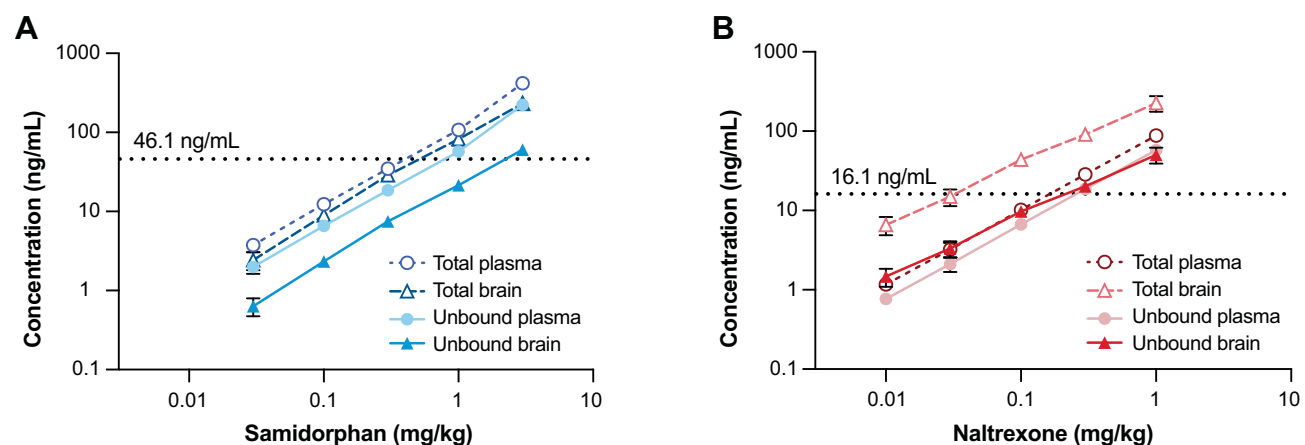 A
Concentration (ng/mL)
1000
100
10
1
0.1
46.1 ng/mL
Total plasma
Total brain
Unbound plasma
Unbound brain
0.01
0.1
1
10
Samidorphan (mg/kg)
B
Concentration (ng/mL)
1000
100
10
1
0.1
16.1 ng/mL
Total plasma
Total brain
Unbound plasma
Unbound brain
0.01
0.1
1
10
Naltrexone (mg/kg)